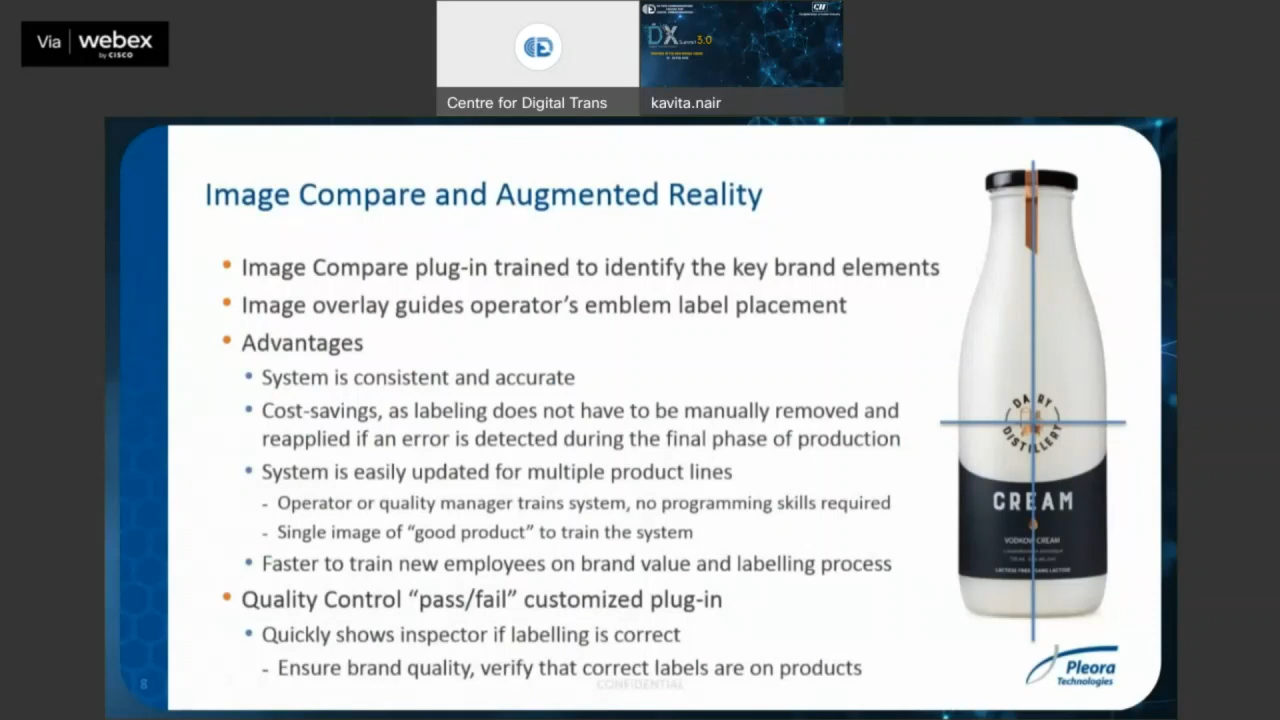 Via webex
by CISCO
Centre for Digital Trans
kavita.nair
CII
DX Summit 3.0
Image Compare and Augmented Reality
• Image Compare plug-in trained to identify the key brand elements
• Image overlay guides operator's emblem label placement
• Advantages
• System is consistent and accurate
• Cost-savings, as labeling does not have to be manually removed and
reapplied if an error is detected during the final phase of production
• System is easily updated for multiple product lines
- Operator or quality manager trains system, no programming skills required
- Single image of “good product” to train the system
• Faster to train new employees on brand value and labelling process
• Quality Control “pass/fail” customized plug-in
• Quickly shows inspector if labelling is correct
- Ensure brand quality, verify that correct labels are on products
DAIRY
DISTILLERY
CREAM
VODKOW CREAM
LACTOSE FREE SANS LACTOSE
Pleora
Technologies
8
CONFIDENTIAL